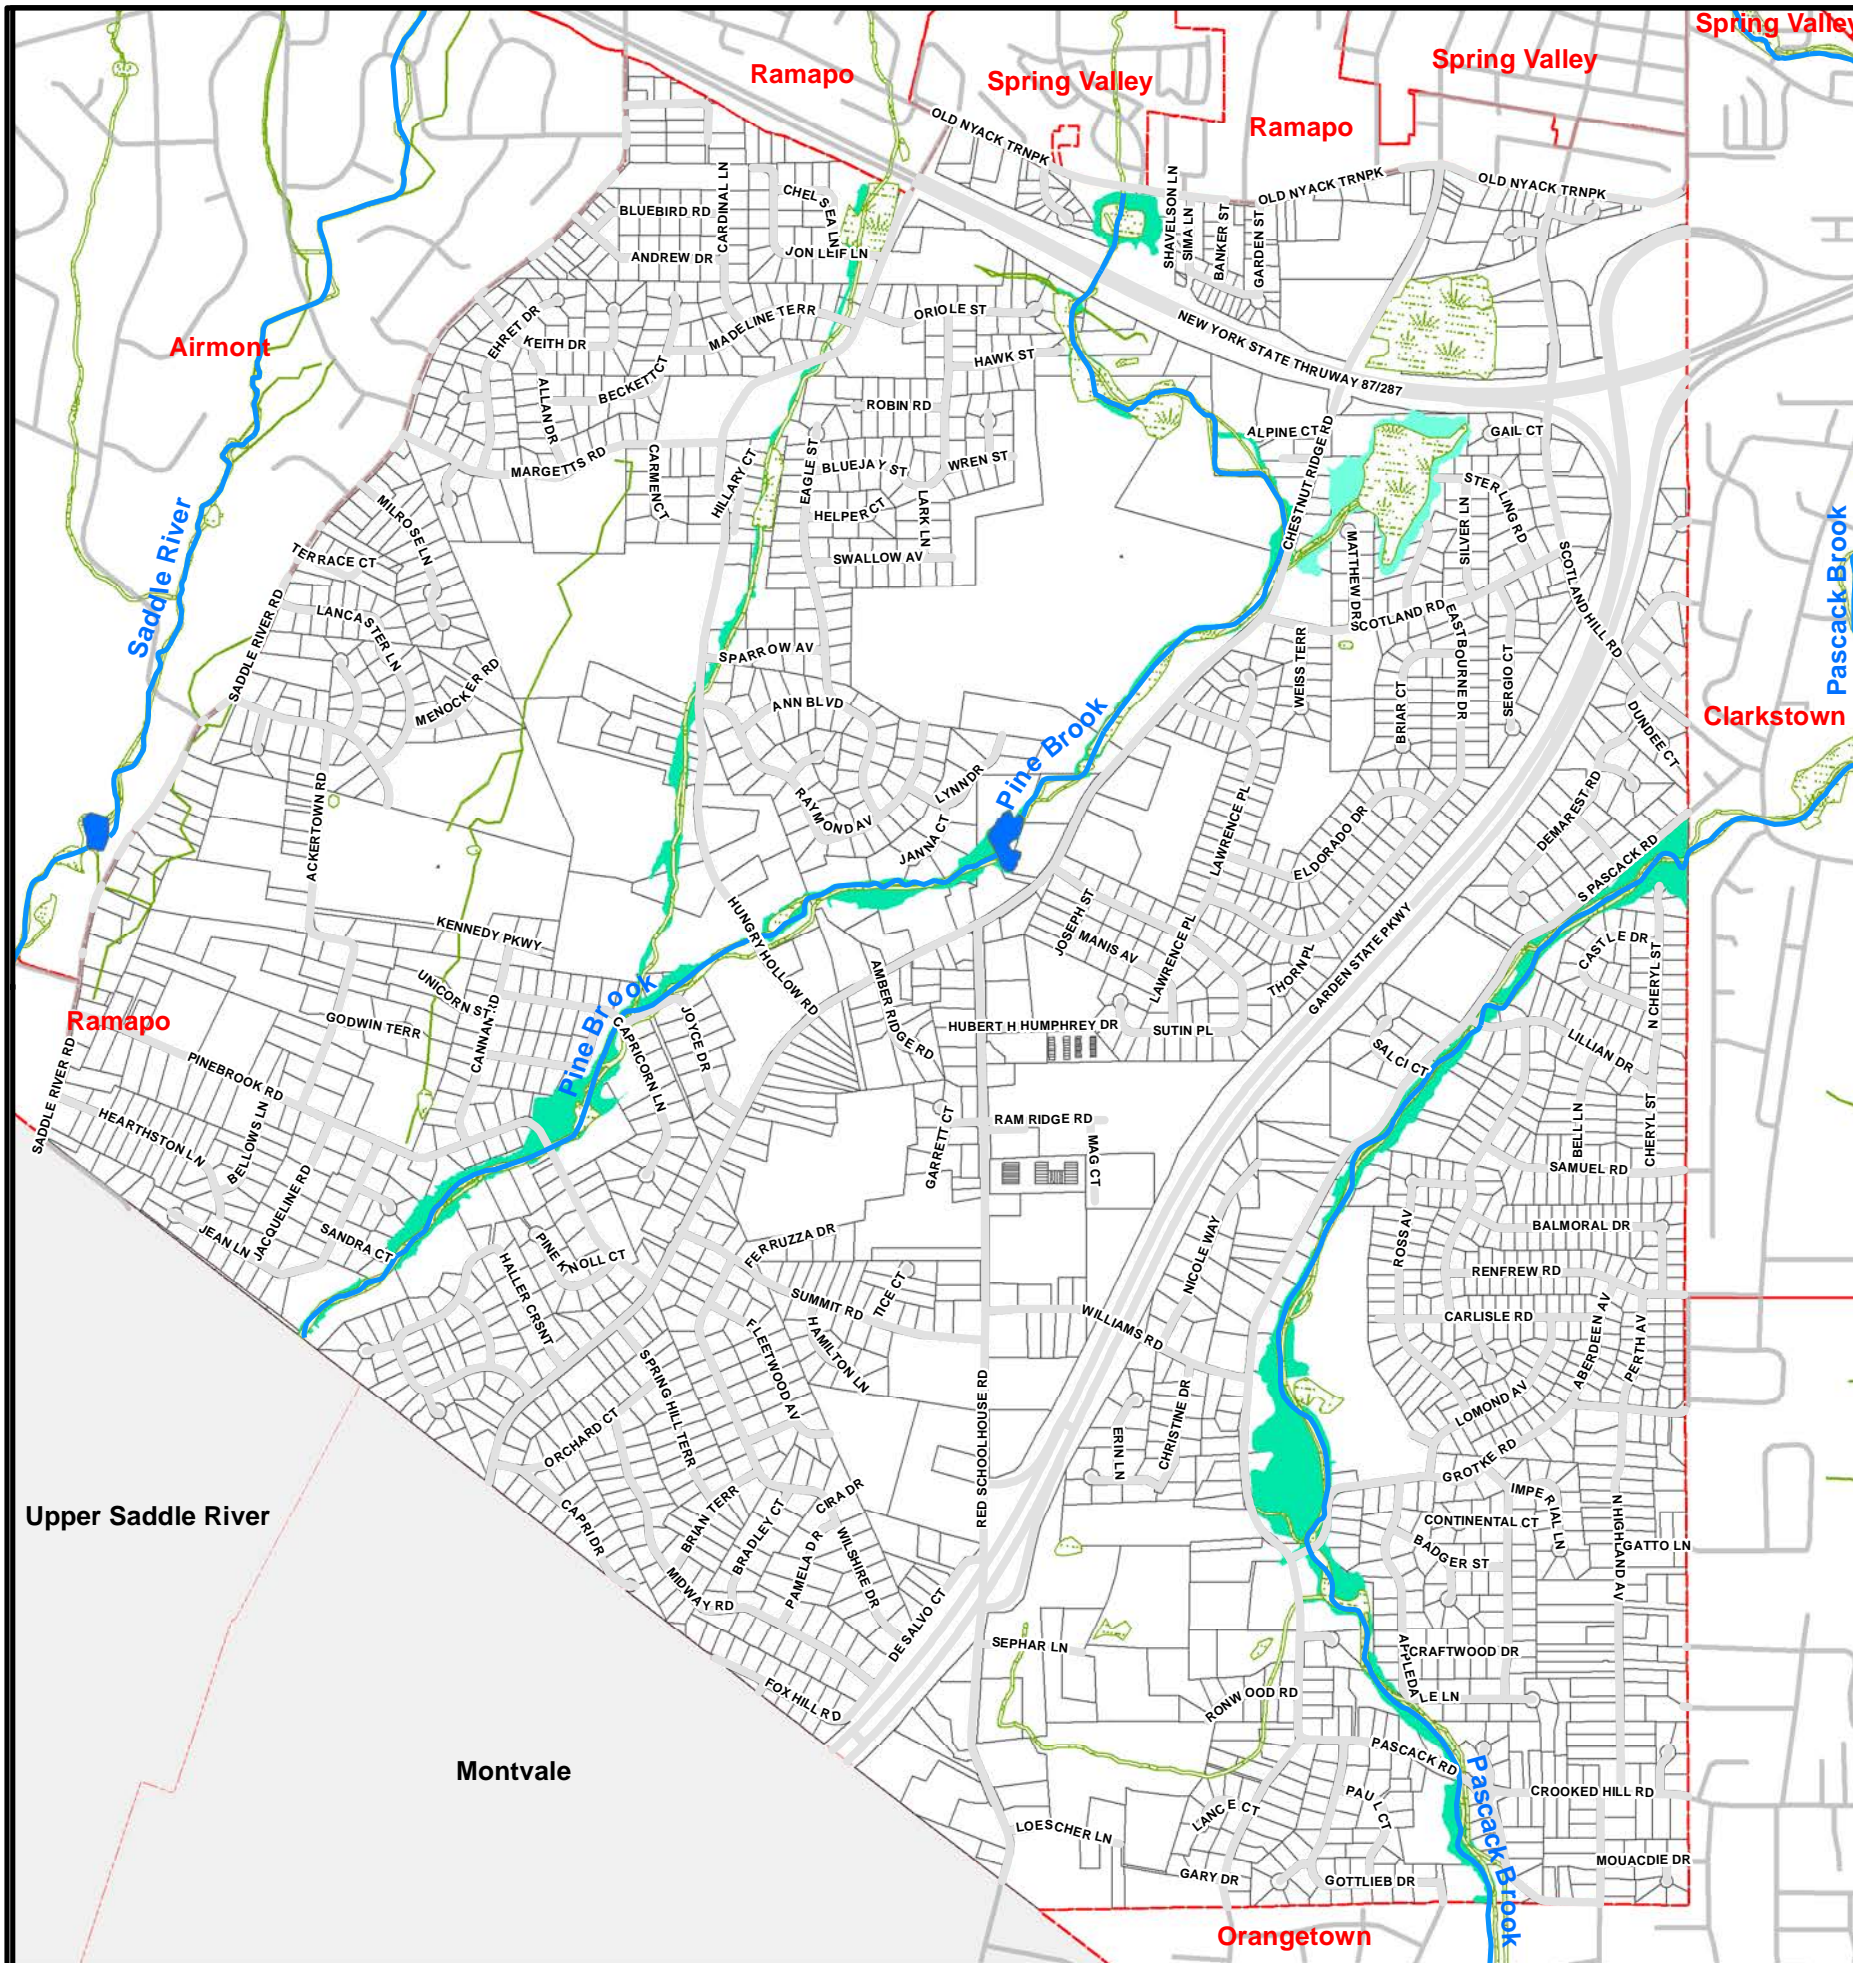 Spring Valley
Ramapo
Spring Valley
Spring Valley
Ramapo
OLD NYACK TRNPK
OLD NYACK TRNPK
OLD NYACK TRNPK
CARDINAL LN
CHELSEA LN
BLUEBIRD RD
ANDREW DR
JON LEIF LN
SHAVELSON LN
SIMA LN
BANKER ST
GARDEN ST
EHRET DR
KEITH DR
MADELINE TERR
ORIOLE ST
HAWK ST
NEW YORK STATE THRUWAY 87/287
Airmont
ALLAN DR
BECKETT CT
ROBIN RD
MARGETTS RD
CARMEN CT
HILLARY CT
EAGLE ST
BLUEJAY ST
WREN ST
LARK LN
HELPER CT
SWALLOW AV
ALPINE CT
CHESTNUT RIDGE RD
GAIL CT
STERLING RD
SILVER LN
MATTHEW DR
SCOTLAND RD
SCOTLAND HILL RD
EASTBOURNE DR
Saddle River
MILROSE LN
TERRACE CT
LANCASTER LN
SADDLE RIVER RD
MENOCKER RD
SPARROW AV
ANN BLVD
WEISS TERR
BRIAR CT
SERGIO CT
DUNDEE CT
Pascack Brook
Clarkstown
ACKERTOWN RD
RAYMOND AV
LYNN DR
JANNA CT
Pine Brook
LAWRENCE PL
ELDORADO DR
DEMAREST RD
S PASCACK RD
KENNEDY PKWY
HUNGRY HOLLOW RD
JOSEPH ST
MANIS AV
LAWRENCE PL
THORN PL
GARDEN STATE PKWY
CASTLE DR
N CHERYL ST
UNICORN ST
CANNAN RD
GODWIN TERR
Pine Brook
CAPRICORN LN
JOYCE DR
AMBER RIDGE RD
HUBERT H HUMPHREY DR
SUTIN PL
SALCI CT
LILLIAN DR
Ramapo
SADDLE RIVER RD
PINEBROOK RD
HEARTHSTON LN
BELLOWS LN
JACQUELINE RD
JEAN LN
SANDRA CT
GARRETT CT
RAM RIDGE RD
MAG CT
BELL LN
CHERYL ST
SAMUEL RD
ROSS AV
BALMORAL DR
RENFREW RD
CARLISLE RD
ABERDEEN AV
PERTH AV
LOMOND AV
GROTKE RD
PINE KNOLL CT
HALLER CRSNT
FERRUZZA DR
SUMMIT RD
TICE CT
HAMILTON LN
FLEETWOOD AV
SPRING HILL TERR
NICOLE WAY
WILLIAMS RD
RED SCHOOLHOUSE RD
ERIN LN
CHRISTINE DR
ORCHARD CT
CAPRI DR
BRIAN TERR
BRADLEY CT
CIRA DR
PAMELA DR
WILSHIRE DR
MIDWAY RD
DE SALVO CT
FOX HILL RD
IMPERIAL LN
CONTINENTAL CT
BADGER ST
N HIGHLAND AV
GATTO LN
Upper Saddle River
SEPHAR LN
RONWOOD RD
CRAFTWOOD DR
APPLEDALE LN
PASCACK RD
PAUL CT
LANCE CT
CROOKED HILL RD
Montvale
LOESCHER LN
GARY DR
GOTTLIEB DR
Pascack Brook
MOUACDIE DR
Orangetown